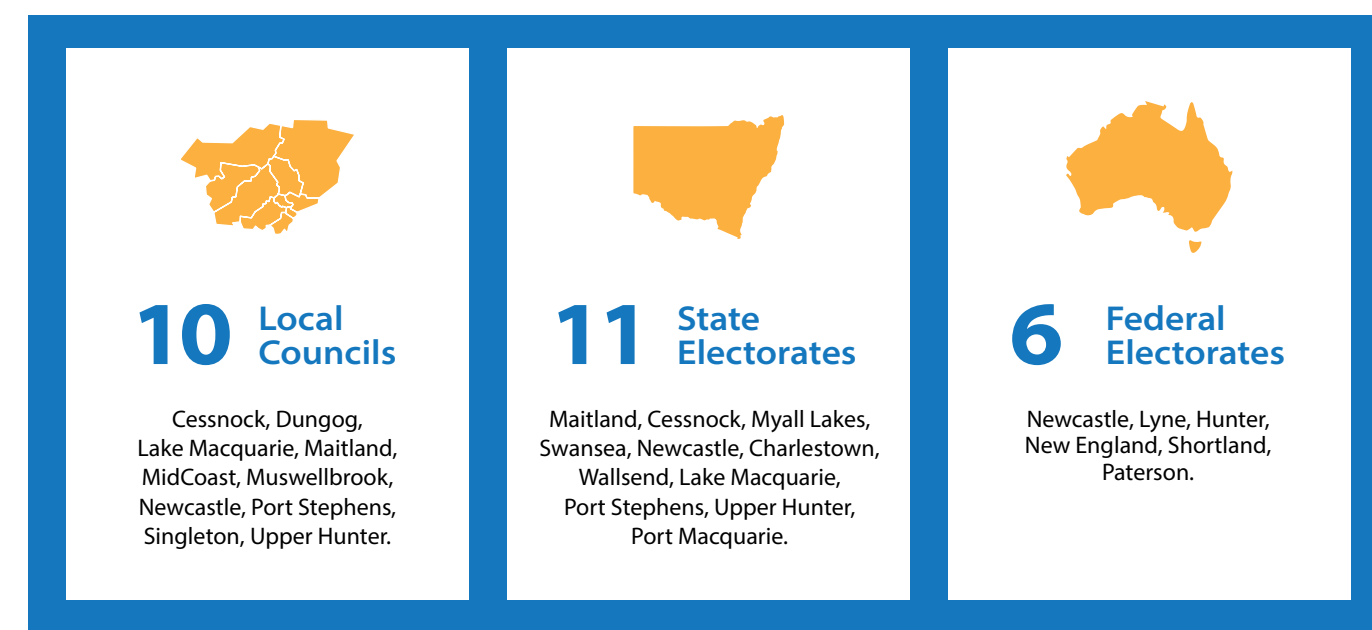 10 Local
Councils
Cessnock, Dungog,
Lake Macquarie, Maitland,
MidCoast, Muswellbrook,
Newcastle, Port Stephens,
Singleton, Upper Hunter.
11 State
Electorates
Maitland, Cessnock, Myall Lakes,
Swansea, Newcastle, Charlestown,
Wallsend, Lake Macquarie,
Port Stephens, Upper Hunter,
Port Macquarie.
6 Federal
Electorates
Newcastle, Lyne, Hunter,
New England, Shortland,
Paterson.